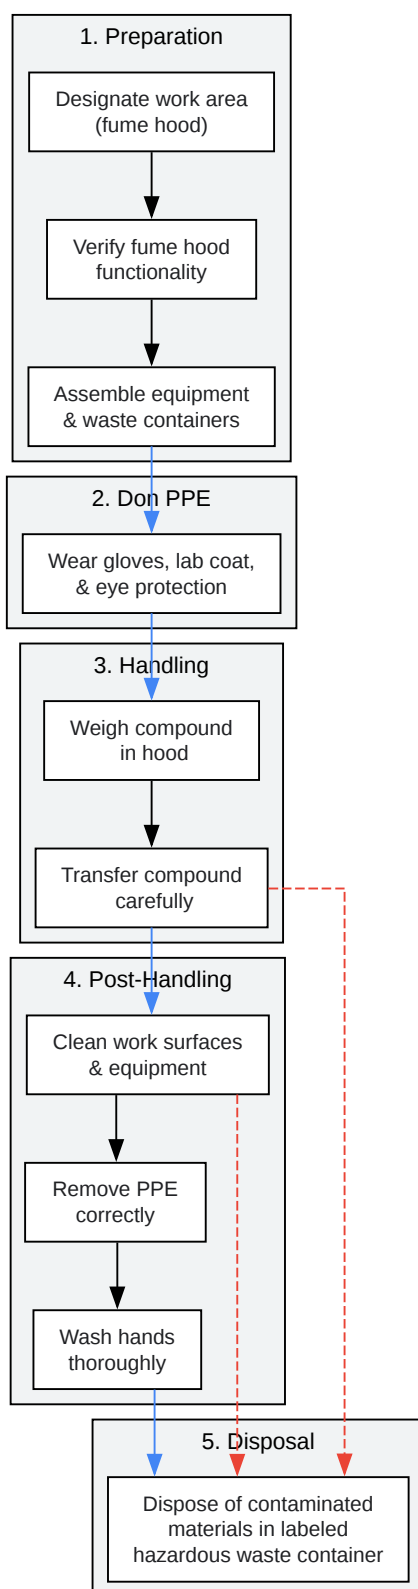 1. Preparation
Designate work area
(fume hood)
Verify fume hood
functionality
Assemble equipment
& waste containers
2. Don PPE
Wear gloves, lab coat,
& eye protection
3. Handling
Weigh compound
in hood
Transfer compound
carefully
4. Post-Handling
Clean work surfaces
& equipment
Remove PPE
correctly
Wash hands
thoroughly
5. Disposal
Dispose of contaminated
materials in labeled
hazardous waste container